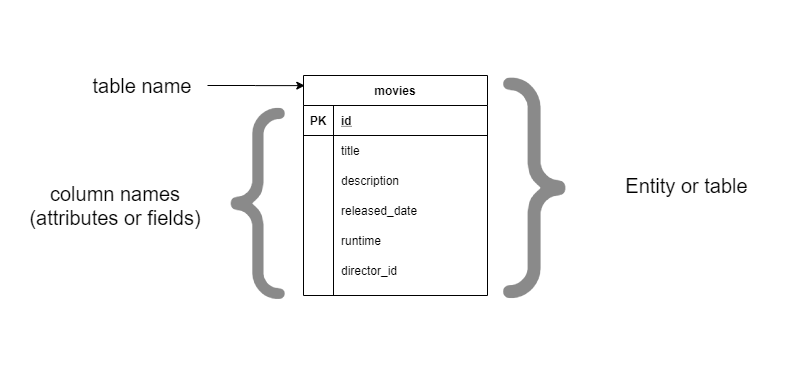 table name
movies
PK id
title
description
released_date
runtime
director_id
column names
(attributes or fields)
Entity or table